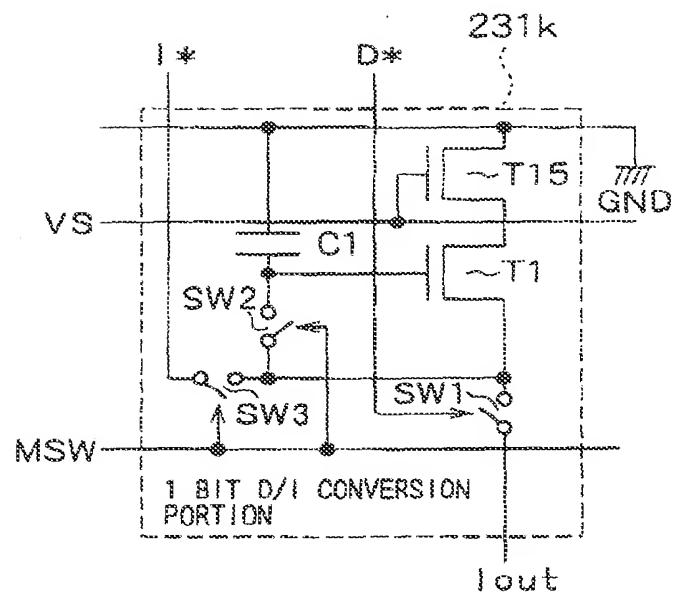 231k
I*
D*
T15
GND
VS
C1
T1
SW2
SW1
SW3
MSW
1 BIT D/I CONVERSION
PORTION
Iout